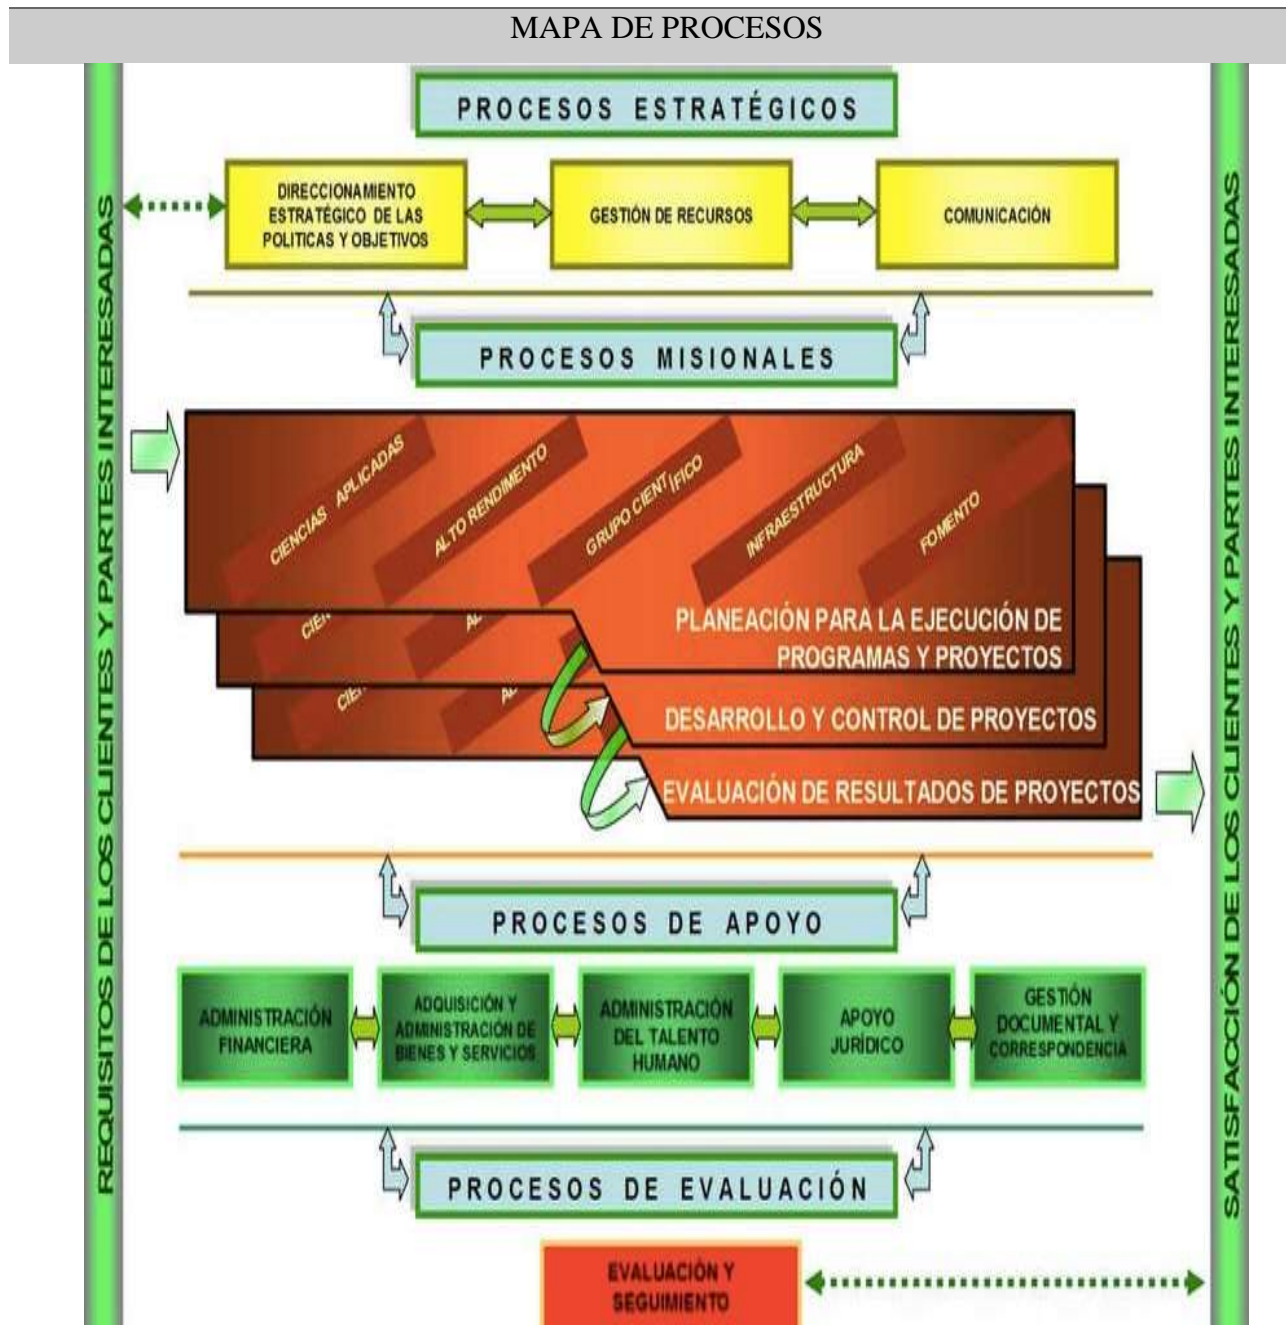 MAPA DE PROCESOS
PROCESOS ESTRATÉGICOS
DIRECCIONAMIENTO
ESTRATÉGICO DE LAS
POLITICAS Y OBJETIVOS
GESTIÓN DE RECURSOS
COMUNICACIÓN
REQUISITOS DE LOS CLIENTES Y PARTES INTERESADAS
SATISFACCIÓN DE LOS CLIENTES Y PARTES INTERESADAS
PROCESOS MISIONALES
CIENCIAS APLICADAS
ALTO RENDIMENTO
GRUPO CIENTÍFICO
INFRAESTRUCTURA
FOMENTO
PLANEACIÓN PARA LA EJECUCIÓN DE
PROGRAMAS Y PROYECTOS
DESARROLLO Y CONTROL DE PROYECTOS
EVALUACIÓN DE RESULTADOS DE PROYECTOS
PROCESOS DE APOYO
ADMINISTRACIÓN
FINANCIERA
ADQUISICIÓN Y
ADMINISTRACIÓN DE
BIENES Y SERVICIOS
ADMINISTRACIÓN
DEL TALENTO
HUMANO
APOYO
JURÍDICO
GESTIÓN
DOCUMENTAL Y
CORRESPONDENCIA
PROCESOS DE EVALUACIÓN
EVALUACIÓN Y
SEGUIMIENTO